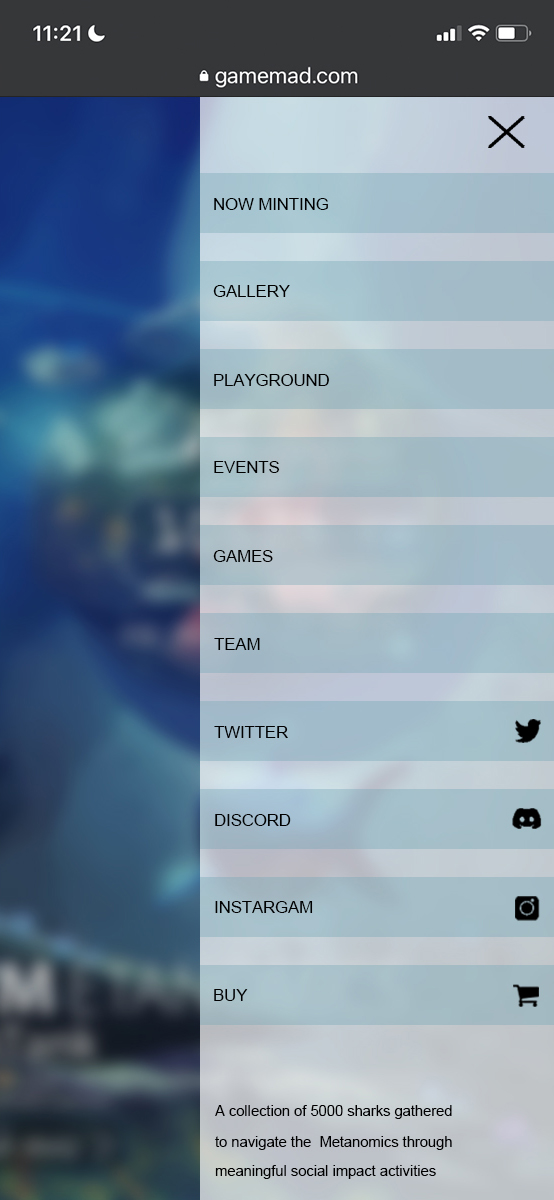 11:21
gamemad.com
NOW MINTING
GALLERY
PLAYGROUND
EVENTS
GAMES
TEAM
TWITTER
DISCORD
INSTARGAM
BUY
A collection of 5000 sharks gathered
to navigate the Metanomics through
meaningful social impact activities